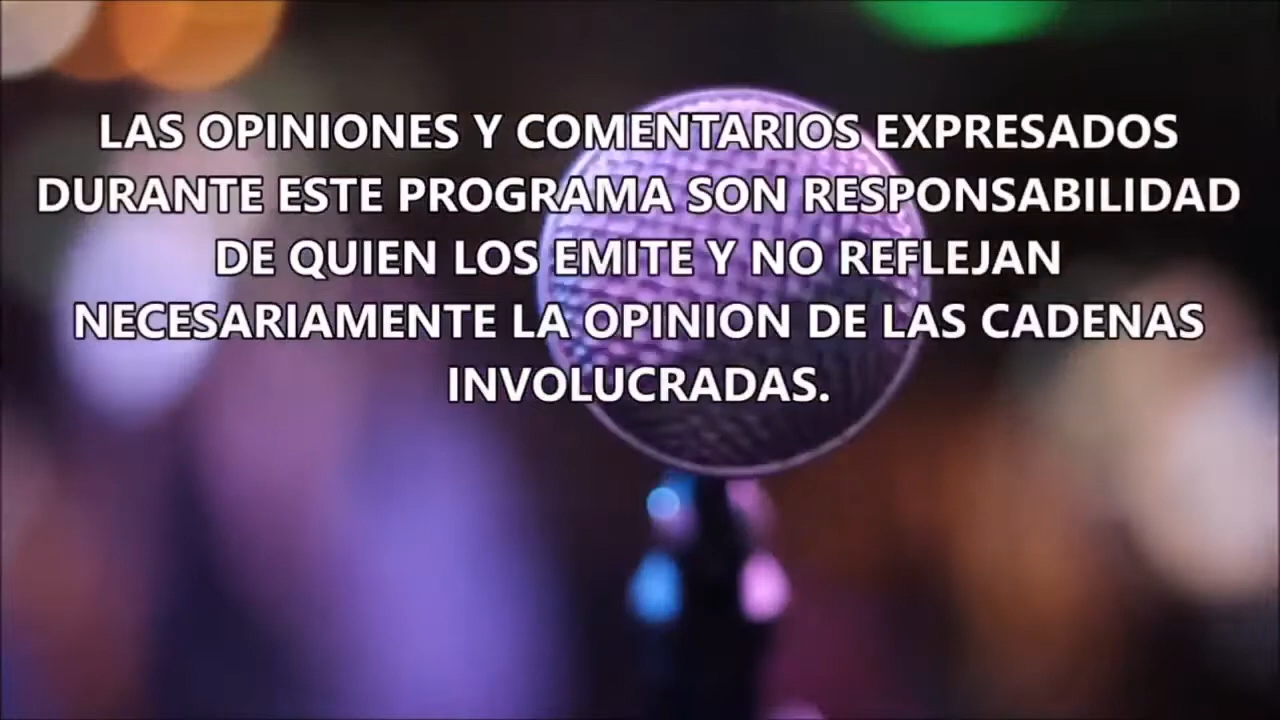 LAS OPINIONES Y COMENTARIOS EXPRESADOS
DURANTE ESTE PROGRAMA SON RESPONSABILIDAD
DE QUIEN LOS EMITE Y NO REFLEJAN
NECESARIAMENTE LA OPINION DE LAS CADENAS
INVOLUCRADAS.